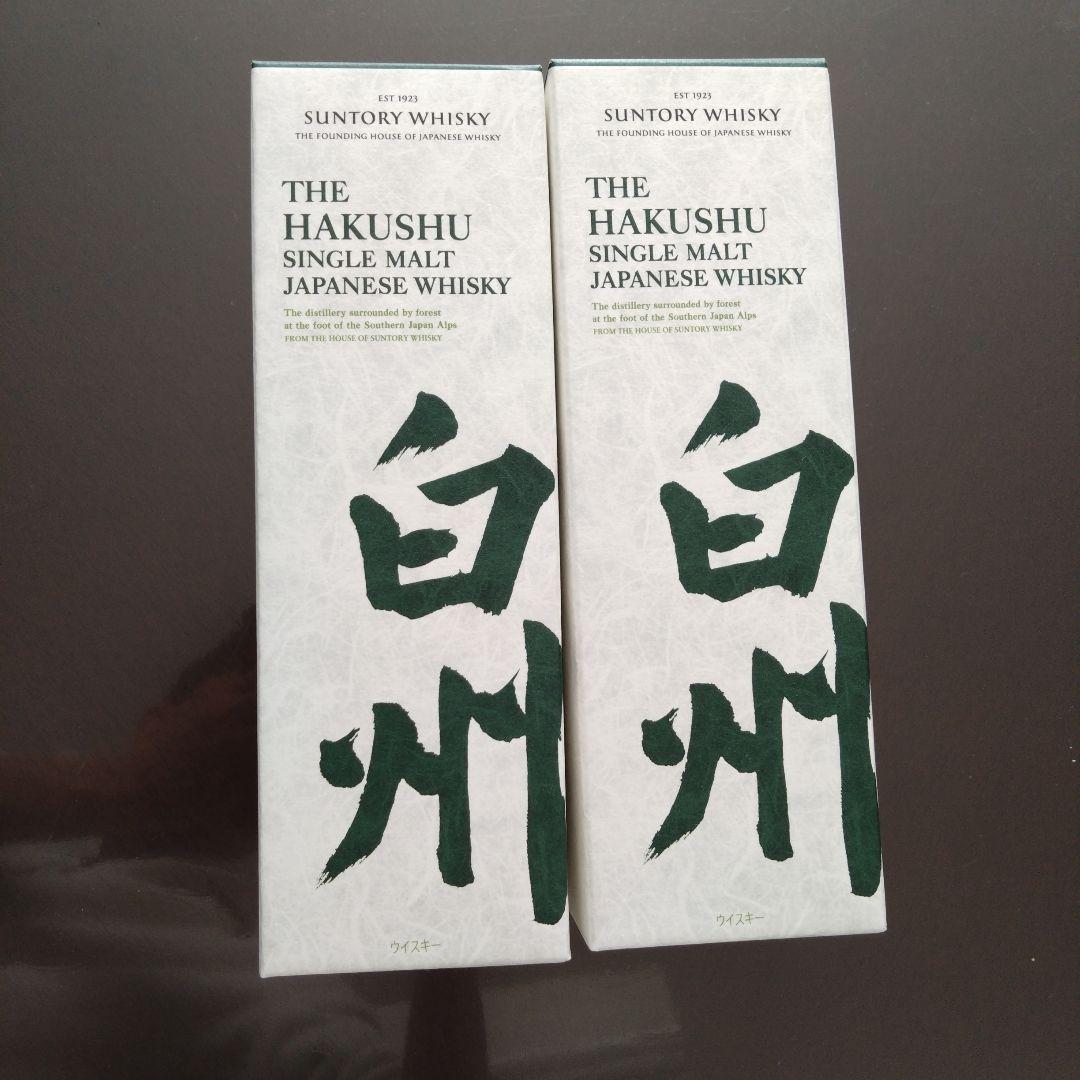 EST 1923
SUNTORY WHISKY
THE FOUNDING HOUSE OF JAPANESE WHISKY
THE
HAKUSHU
SINGLE MALT
JAPANESE WHISKY
The distillery surrounded by forest
at the foot of the Southern Japan Alps
FROM THE HOUSE OF SUNTORY WHISKY
白
州
ウイスキー
EST 1923
SUNTORY WHISKY
THE FOUNDING HOUSE OF JAPANESE WHISKY
THE
HAKUSHU
SINGLE MALT
JAPANESE WHISKY
The distillery surrounded by forest
at the foot of the Southern Japan Alps
FROM THE HOUSE OF SUNTORY WHISKY
白
州
ウイスキー